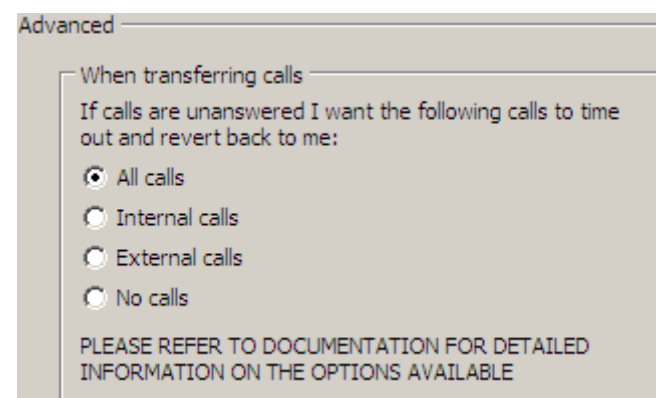 Advanced
When transferring calls
If calls are unanswered I want the following calls to time
out and revert back to me:
All calls
Internal calls
External calls
No calls
PLEASE REFER TO DOCUMENTATION FOR DETAILED
INFORMATION ON THE OPTIONS AVAILABLE